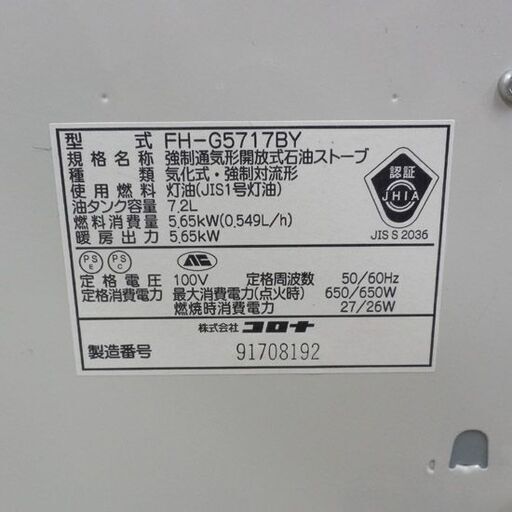 型式 FH-G5717BY
規格名称 強制通気形開放式石油ストーブ
種類 気化式・強制対流形
使用燃料 灯油(JIS1号灯油)
油タンク容量 7.2L
燃料消費量 5.65kW(0.549L/h)
暖房出力 5.65kW
認証
JHIA
JIS S 2036
PS E PS C
定格電圧 100V 定格周波数 50/60Hz
定格消費電力 最大消費電力(点火時) 650/650W
燃焼時消費電力 27/26W
株式会社 コロナ
製造番号 91708192